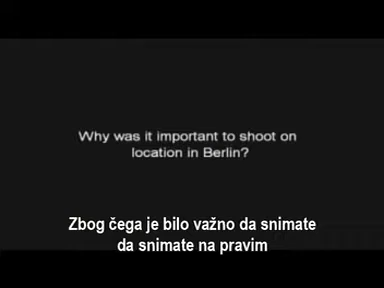 Why was it important to shoot on
location in Berlin?
Zbog čega je bilo važno da snimate
da snimate na pravim